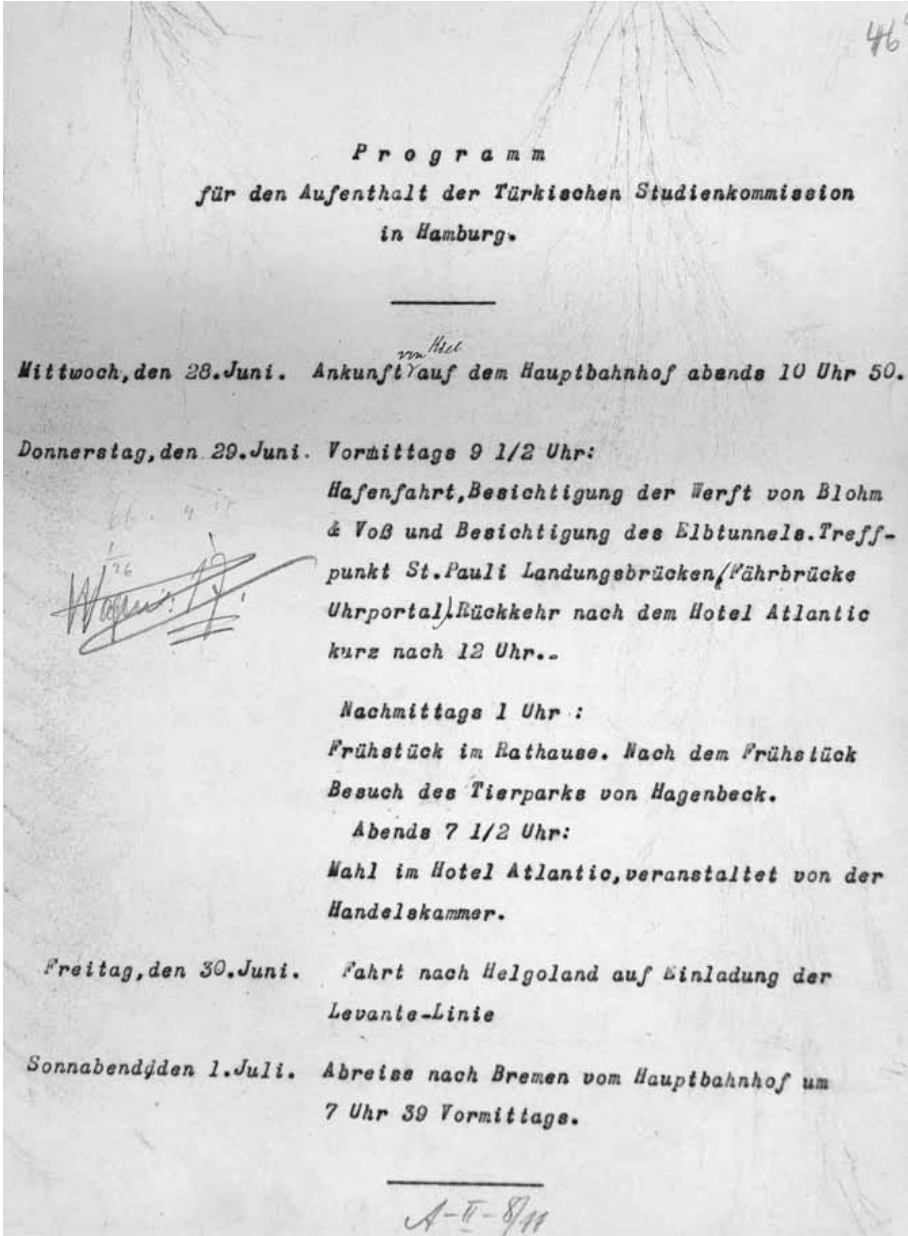 46
Programm
für den Aufenthalt der Türkischen Studienkommission
in Hamburg.
von Kiel
Mittwoch,den 28.Juni. Ankunft auf dem Hauptbahnhof abends 10 Uhr 50.
Donnerstag,den 29.Juni. Vormittags 9 1/2 Uhr:
Hafenfahrt,Besichtigung der Werft von Blohm
& Voß und Besichtigung des Elbtunnels.Treff-
punkt St.Pauli Landungsbrücken(Fährbrücke
Uhrportal).Rückkehr nach dem Hotel Atlantic
kurz nach 12 Uhr..
Nachmittags 1 Uhr :
Frühstück im Rathause. Nach dem Frühstück
Besuch des Tierparks von Hagenbeck.
Abends 7 1/2 Uhr:
Mahl im Hotel Atlantic,veranstaltet von der
Handelskammer.
Freitag,den 30.Juni. Fahrt nach Helgoland auf Einladung der
Levante-Linie
Sonnabend,den 1.Juli. Abreise nach Bremen vom Hauptbahnhof um
7 Uhr 39 Vormittags.
A-II-8/11